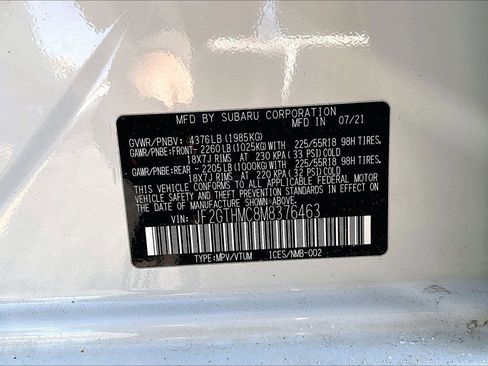 MFD BY SUBARU CORPORATION
MFD IN 07/21
GVWR/PNBV: 4376LB(1985KG)
GAWR/PNBE:FRONT- 2260LB(1025KG)WITH 225/55R18 98H TIRES,
18X7J RIMS AT 230 KPA(33 PSI)COLD
GAWR/PNBE:REAR - 2205LB(1000KG)WITH 225/55R18 98H TIRES,
18X7J RIMS AT 220 KPA(32 PSI)COLD
THIS VEHICLE CONFORMS TO ALL APPLICABLE FEDERAL MOTOR
VEHICLE SAFETY, BUMPER, AND THEFT PREVENTION STANDARDS
IN EFFECT ON THE DATE OF MANUFACTURE SHOWN ABOVE.
VIN: JF2GTHMC8M8376463
TYPE:MPV/VTUM ICES/NMB-002